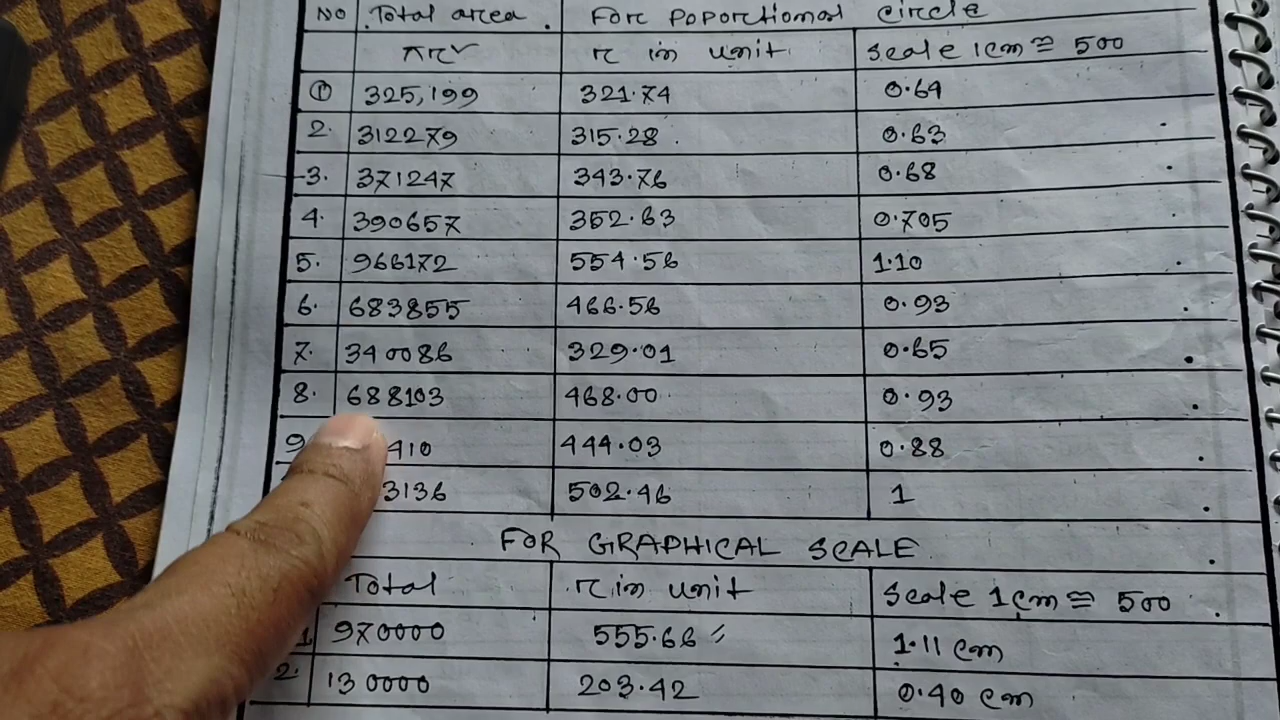 NO Total area. For poportional circle
πr² r in unit scale 1cm ≅ 500
① 325,199 321.74 0.64
2. 312279 315.28. 0.63
3. 371247 343.76 0.68
4. 390657 352.63 0.705
5. 966172 554.56 1.10
6. 683855 466.56 0.93
7. 340086 329.01 0.65
8. 688103 468.00 0.93
9 410 444.03 0.88
3136 502.46 1
FOR GRAPHICAL SCALE
Total r in unit Scale 1cm ≅ 500
1. 970000 555.66 1.11 cm
2. 130000 203.42 0.40 cm